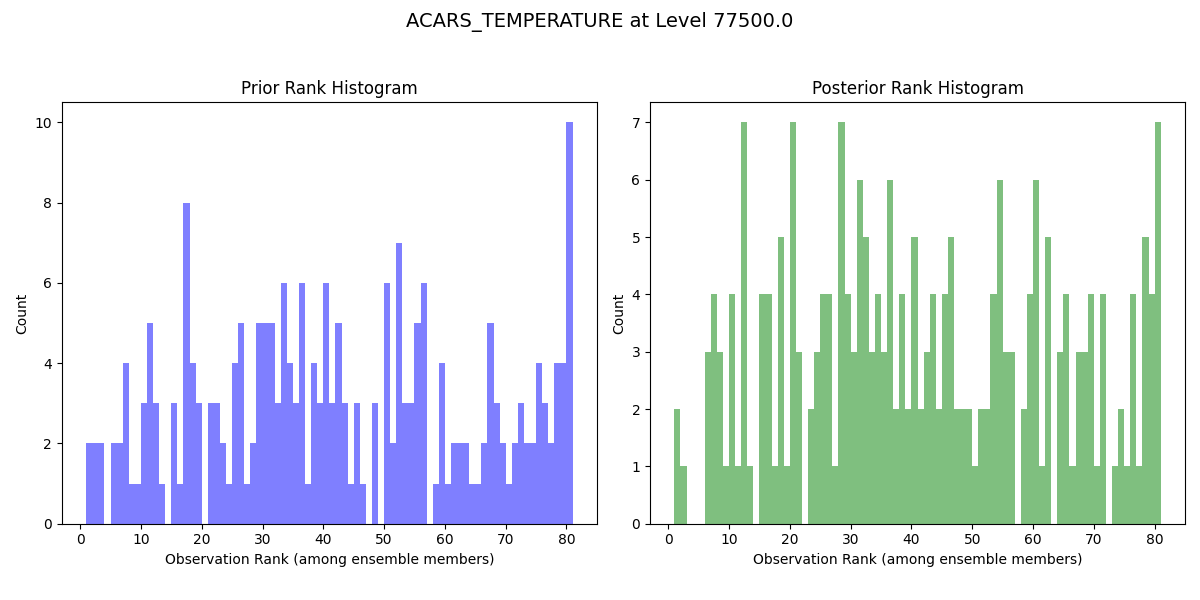 ACARS_TEMPERATURE at Level 77500.0
Prior Rank Histogram
Count
10
8
6
4
2
0
0 10 20 30 40 50 60 70 80
Observation Rank (among ensemble members)
Posterior Rank Histogram
Count
7
6
5
4
3
2
1
0
0 10 20 30 40 50 60 70 80
Observation Rank (among ensemble members)